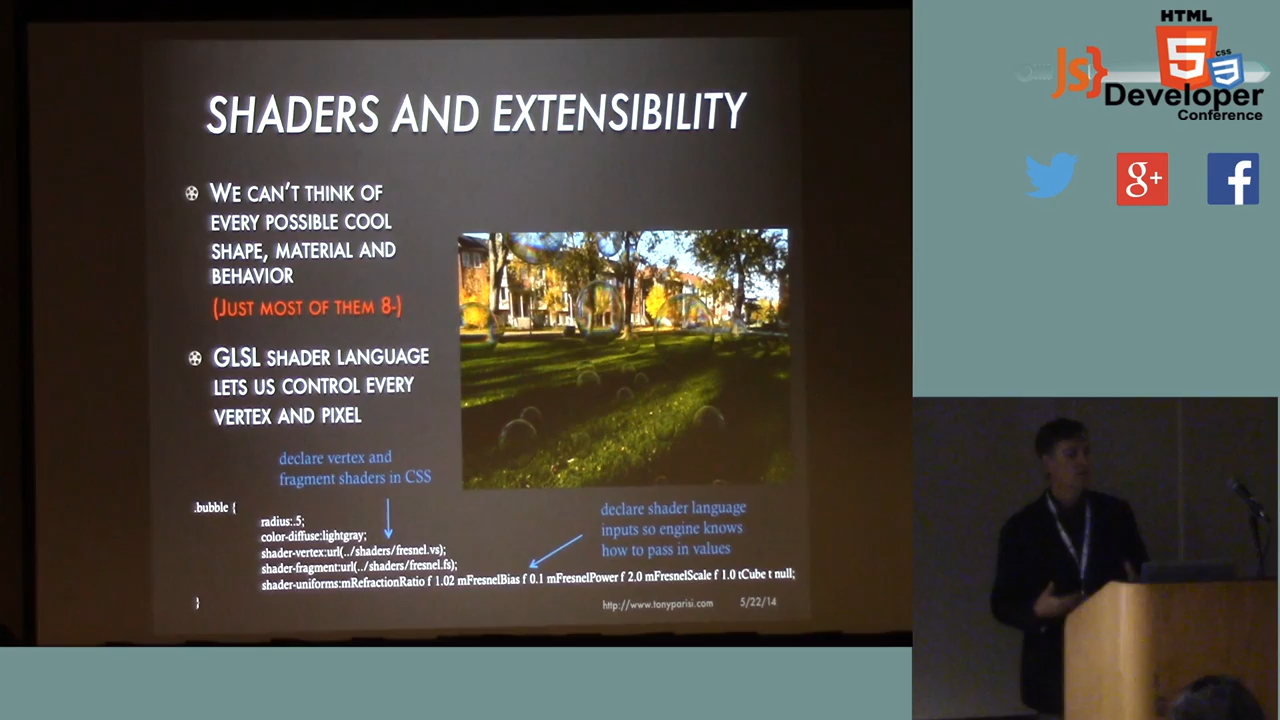 SHADERS AND EXTENSIBILITY
WE CAN'T THINK OF
EVERY POSSIBLE COOL
SHAPE, MATERIAL AND
BEHAVIOR
(JUST MOST OF THEM 8-)
GLSL SHADER LANGUAGE
LETS US CONTROL EVERY
VERTEX AND PIXEL
declare vertex and
fragment shaders in CSS
declare shader language
inputs so engine knows
how to pass in values
.bubble {
radius:.5;
color-diffuse:lightgray;
shader-vertex:url(../shaders/fresnel.vs);
shader-fragment:url(../shaders/fresnel.fs);
shader-uniforms:mRefractionRatio f 1.02 mFresnelBias f 0.1 mFresnelPower f 2.0 mFresnelScale f 1.0 tCube t null;
}
http://www.tonyparisi.com 5/22/14
HTML
JS} 5 CSS 3
Developer
Conference
g+ f